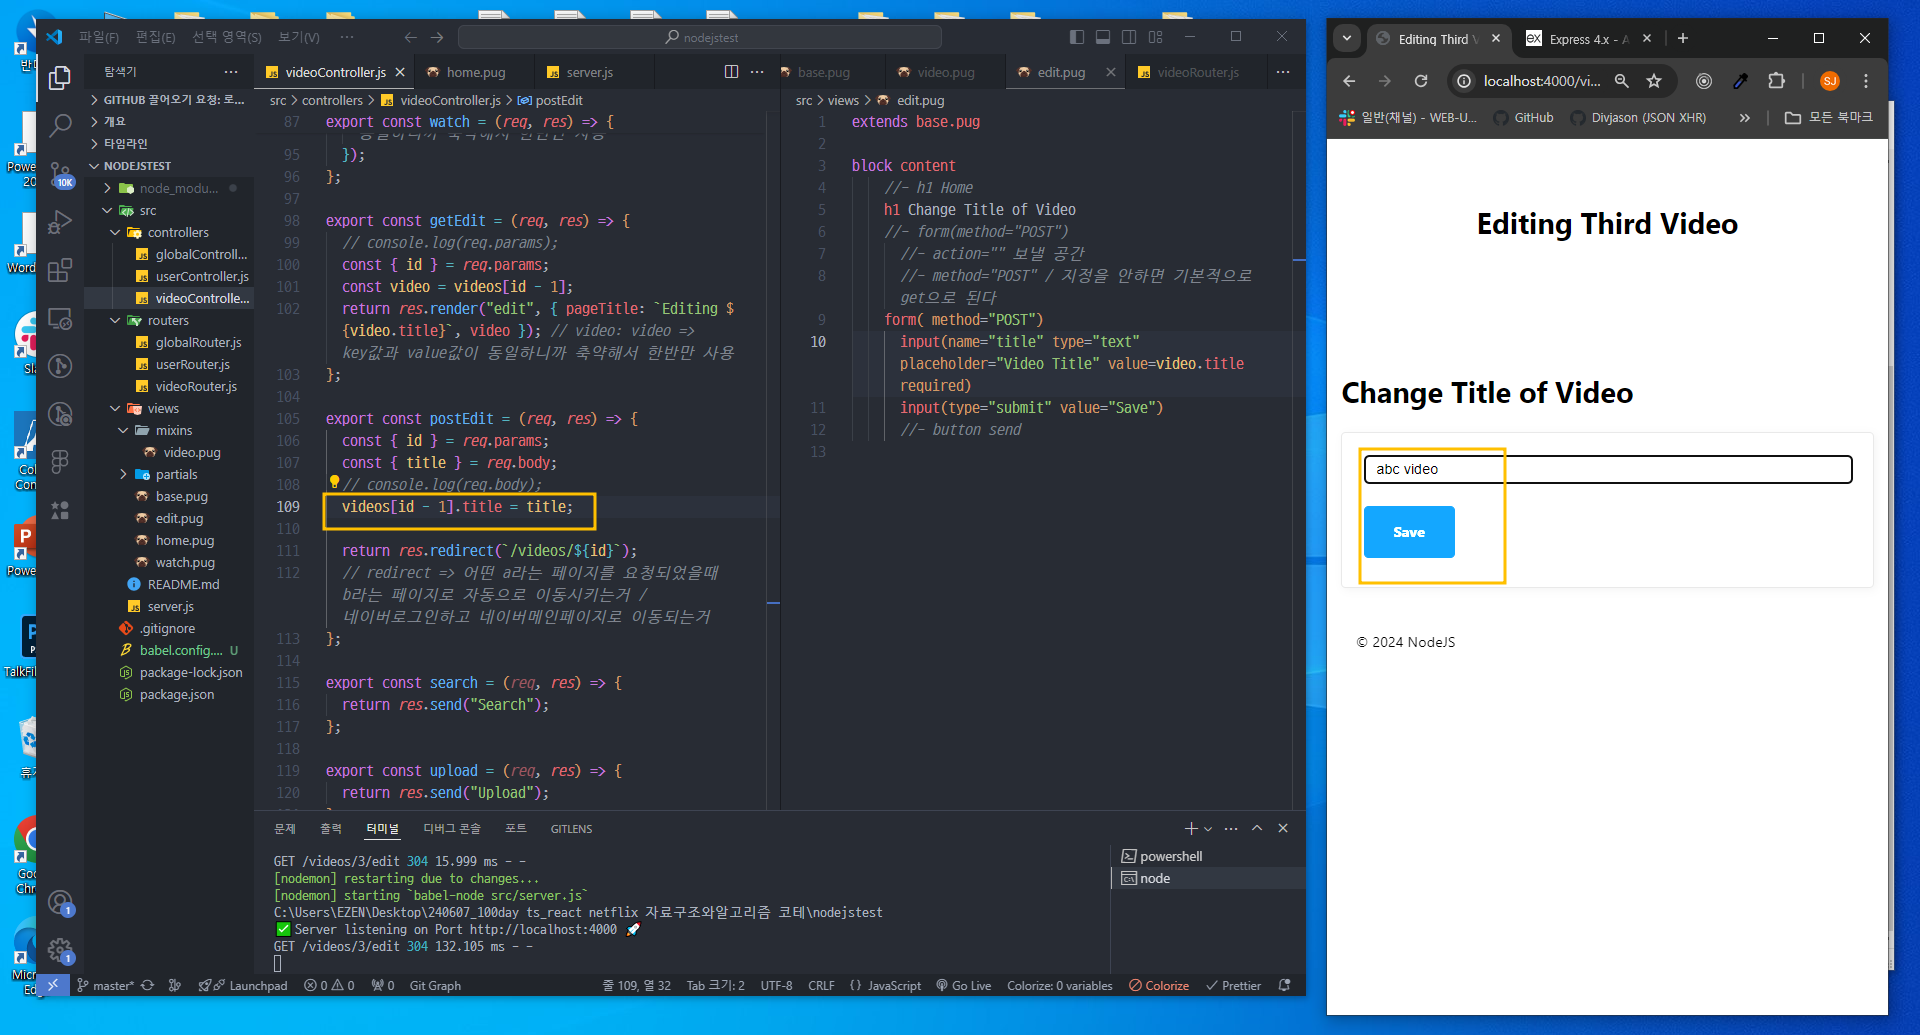 파일(F) 편집(E) 선택 영역(S) 보기(V) ···
nodejstest
탐색기
GITHUB 끌어오기 요청: 로...
개요
타임라인
NODEJSTEST
node_modu...
src
controllers
globalControll...
userController.js
videoControlle...
routers
globalRouter.js
userRouter.js
videoRouter.js
views
mixins
video.pug
partials
base.pug
edit.pug
home.pug
watch.pug
README.md
server.js
.gitignore
babel.config.... U
package-lock.json
package.json
10K
1
1
videoController.js home.pug server.js
src > controllers > videoController.js > postEdit
87 export const watch = (req, res) => {
95 });
96 };
97
98 export const getEdit = (req, res) => {
99 // console.log(req.params);
100 const { id } = req.params;
101 const video = videos[id - 1];
102 return res.render("edit", { pageTitle: `Editing $
{video.title}`, video }); // video: video =>
key값과 value값이 동일하니까 축약해서 한반만 사용
103 };
104
105 export const postEdit = (req, res) => {
106 const { id } = req.params;
107 const { title } = req.body;
108 // console.log(req.body);
109 videos[id - 1].title = title;
110
111 return res.redirect(`/videos/${id}`);
112 // redirect => 어떤 a라는 페이지를 요청되었을때
b라는 페이지로 자동으로 이동시키는거 /
네이버로그인하고 네이버메인페이지로 이동되는거
113 };
114
115 export const search = (req, res) => {
116 return res.send("Search");
117 };
118
119 export const upload = (req, res) => {
120 return res.send("Upload");
base.pug video.pug edit.pug videoRouter.js
src > views > edit.pug
1 extends base.pug
2
3 block content
4 //- h1 Home
5 h1 Change Title of Video
6 //- form(method="POST")
7 //- action="" 보낼 공간
8 //- method="POST" / 지정을 안하면 기본적으로
get으로 된다
9 form( method="POST")
10 input(name="title" type="text"
placeholder="Video Title" value=video.title
required)
11 input(type="submit" value="Save")
12 //- button send
13
문제 출력 터미널 디버그 콘솔 포트 GITLENS
GET /videos/3/edit 304 15.999 ms - -
[nodemon] restarting due to changes...
[nodemon] starting `babel-node src/server.js`
C:\Users\EZEN\Desktop\240607_100day ts_react netflix 자료구조와알고리즘 코테\nodejstest
✅ Server listening on Port http://localhost:4000 🚀
GET /videos/3/edit 304 132.105 ms - -
powershell
node
master* Launchpad 0 0 0 Git Graph
줄 109, 열 32 Tab 크기: 2 UTF-8 CRLF {} JavaScript Go Live Colorize: 0 variables Colorize Prettier
Editing Third V Express 4.x - A
localhost:4000/vi... SJ
일반(채널) - WEB-U... GitHub Divjason (JSON XHR) » 모든 북마크
Editing Third Video
Change Title of Video
abc video
Save
© 2024 NodeJS